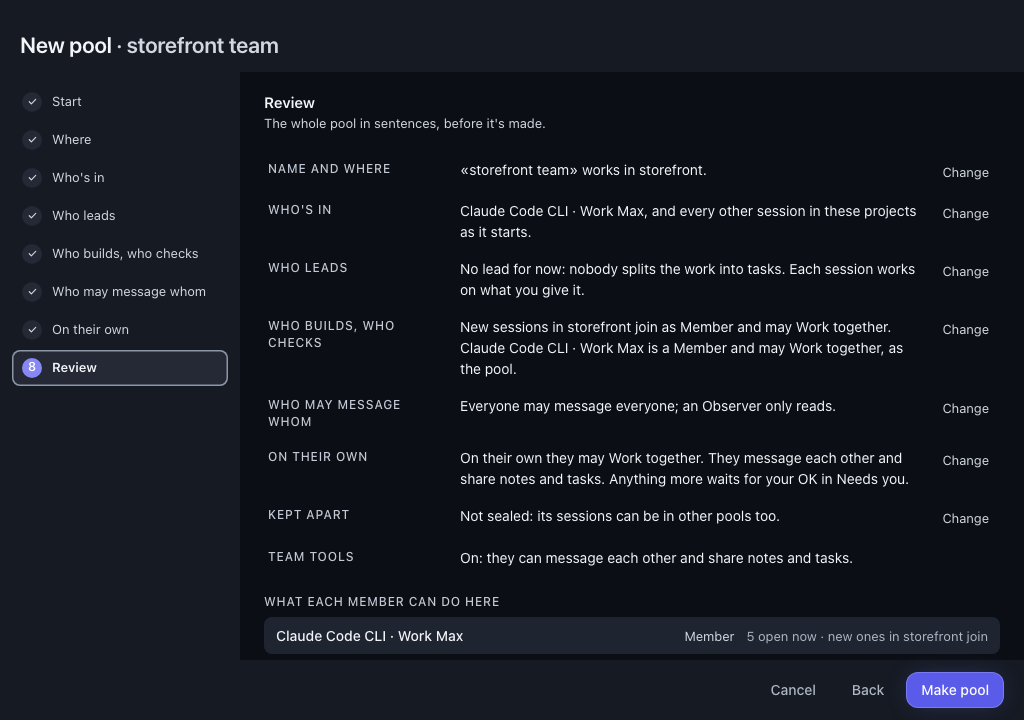 New pool · storefront team
Start
Where
Who's in
Who leads
Who builds, who checks
Who may message whom
On their own
8 Review
Review
The whole pool in sentences, before it's made.
NAME AND WHERE
«storefront team» works in storefront.
Change
WHO'S IN
Claude Code CLI · Work Max, and every other session in these projects
as it starts.
Change
WHO LEADS
No lead for now: nobody splits the work into tasks. Each session works
on what you give it.
Change
WHO BUILDS, WHO
CHECKS
New sessions in storefront join as Member and may Work together.
Claude Code CLI · Work Max is a Member and may Work together, as
the pool.
Change
WHO MAY MESSAGE
WHOM
Everyone may message everyone; an Observer only reads.
Change
ON THEIR OWN
On their own they may Work together. They message each other and
share notes and tasks. Anything more waits for your OK in Needs you.
Change
KEPT APART
Not sealed: its sessions can be in other pools too.
Change
TEAM TOOLS
On: they can message each other and share notes and tasks.
WHAT EACH MEMBER CAN DO HERE
Claude Code CLI · Work Max
Member
5 open now · new ones in storefront join
Cancel
Back
Make pool